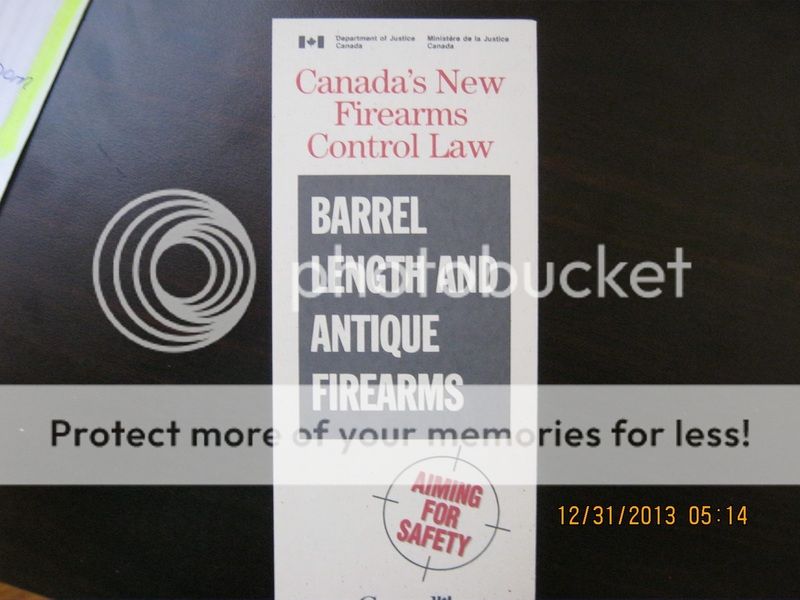 Department of Justice Ministère de la Justice
Canada Canada
Canada's New
Firearms
Control Law
BARREL
LENGTH AND
ANTIQUE
FIREARMS
photobucket
Protect more of your memories for less!
AIMING
FOR
SAFETY
12/31/2013 05:14